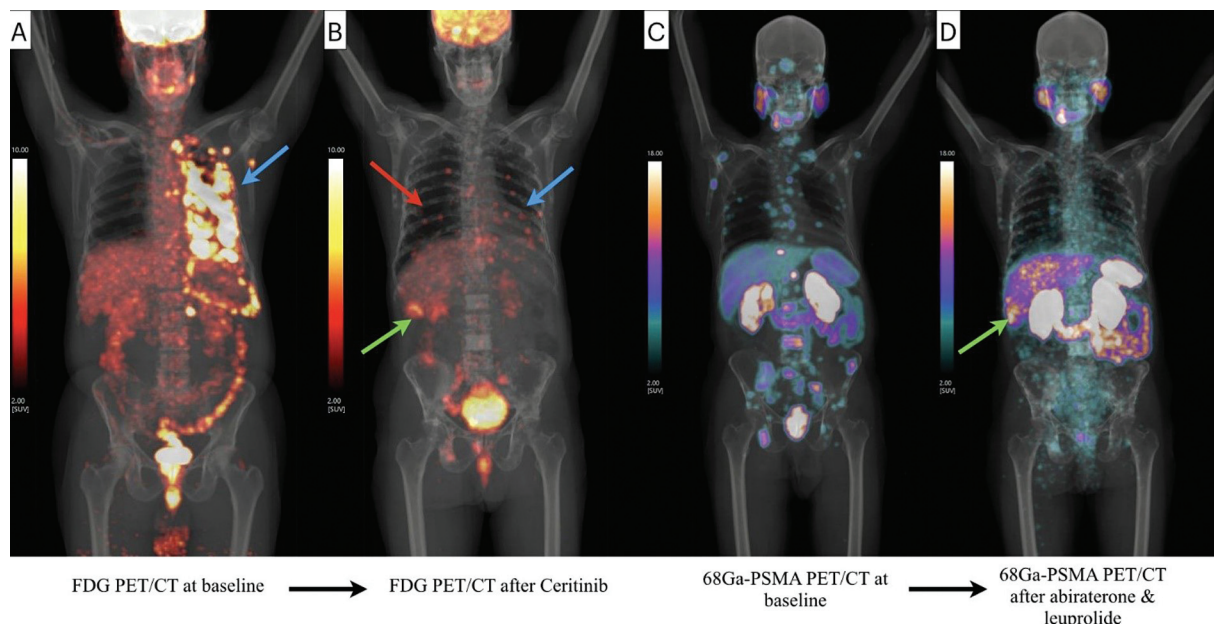 A
B
C
D
10.00
2.00
[SUV]
10.00
2.00
[SUV]
18.00
2.00
[SUV]
18.00
2.00
[SUV]
FDG PET/CT at baseline
FDG PET/CT after Ceritinib
68Ga-PSMA PET/CT at
baseline
68Ga-PSMA PET/CT
after abiraterone &
leuprolide